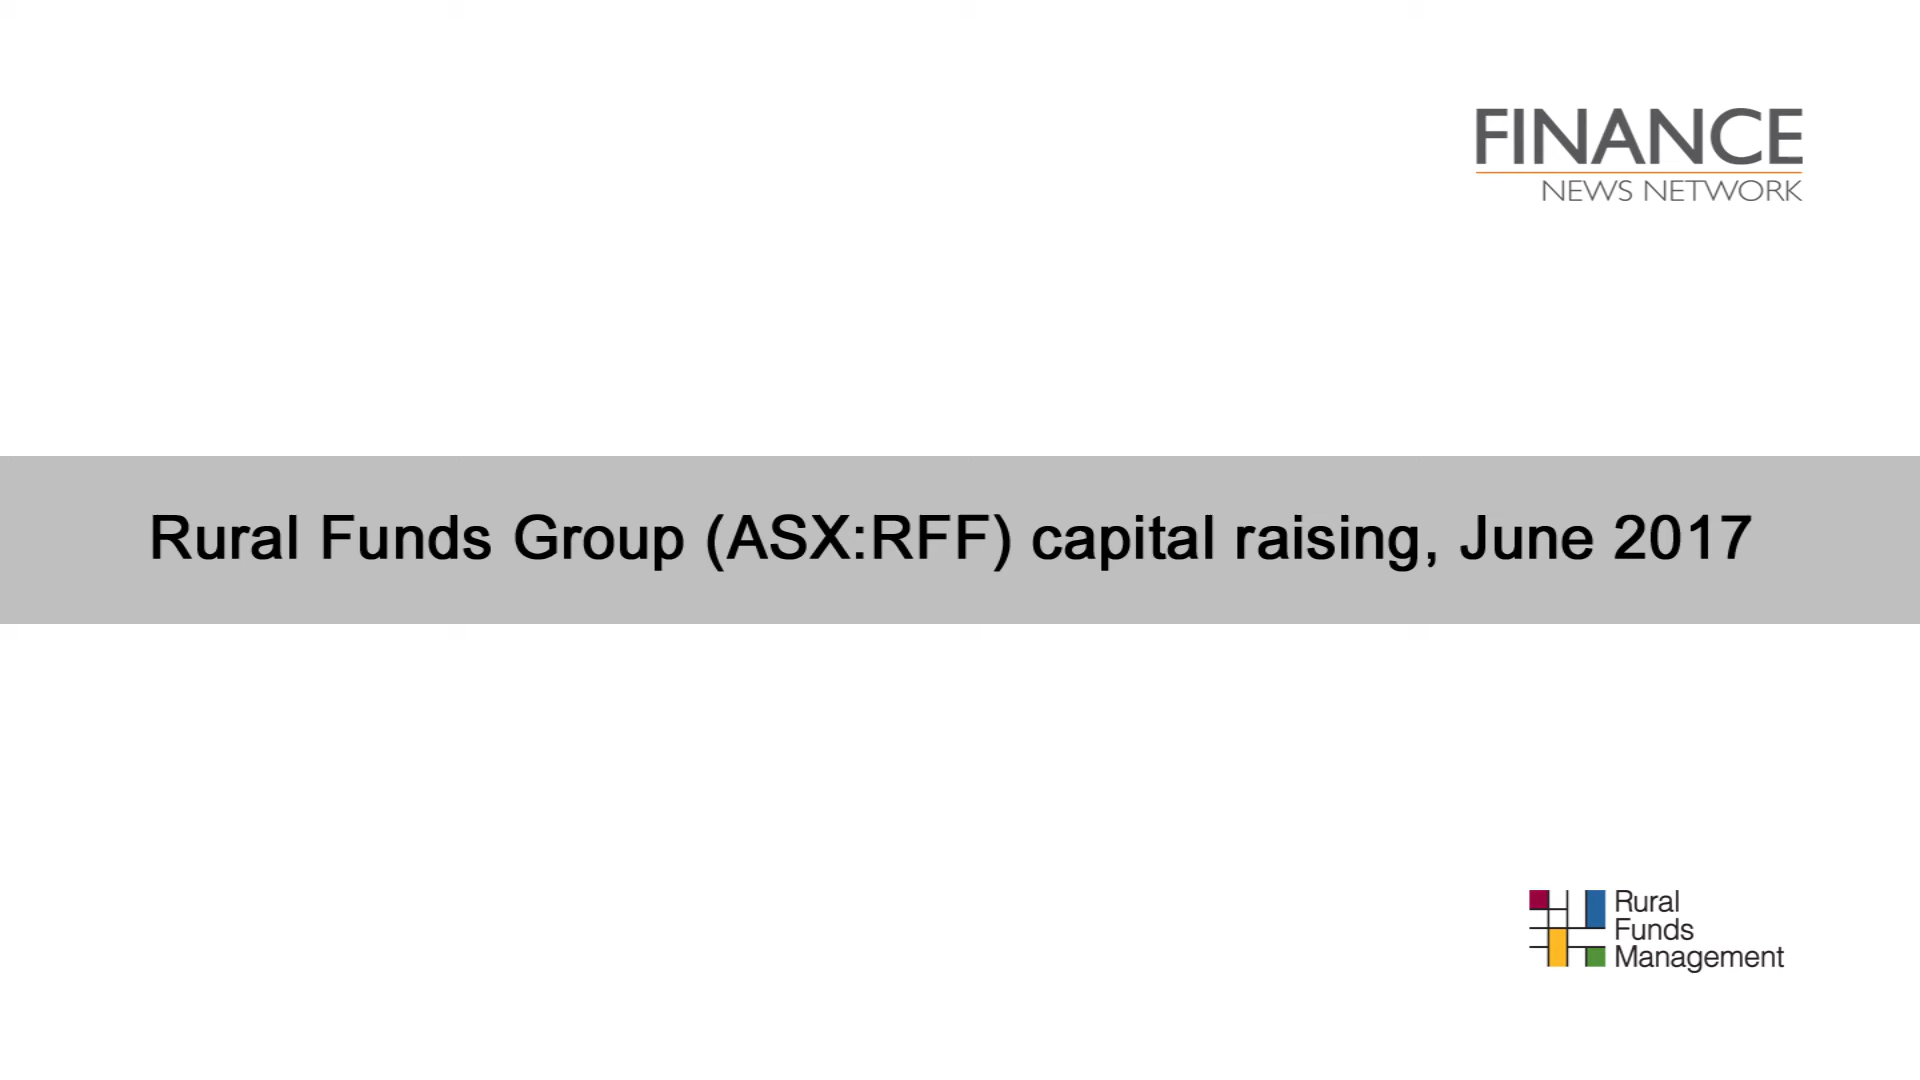 FINANCE
NEWS NETWORK
Rural Funds Group (ASX:RFF) capital raising, June 2017
Rural
Funds
Management